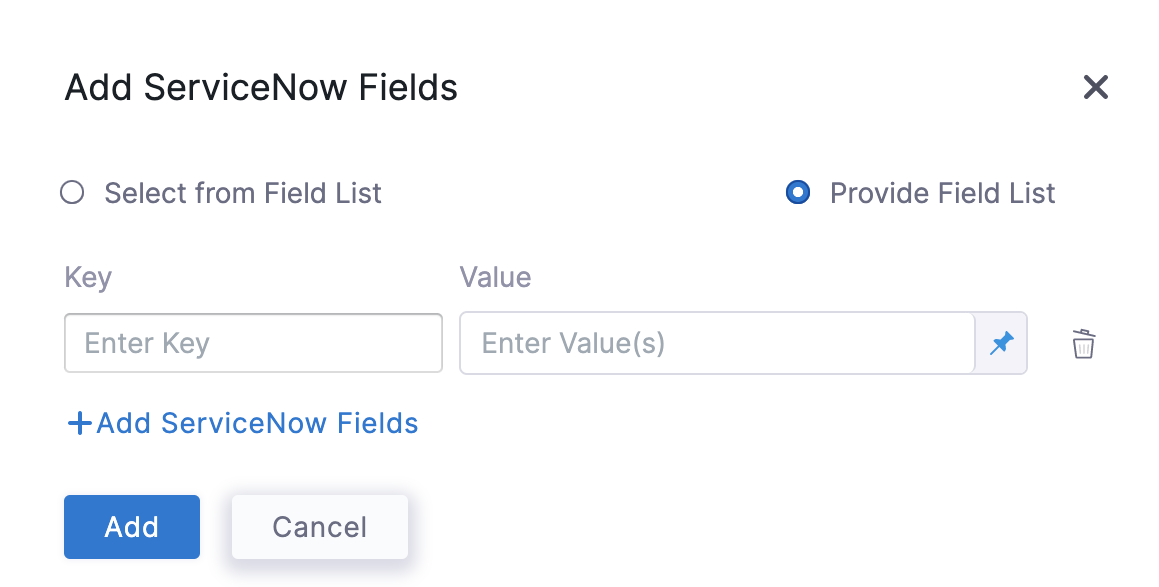 Add ServiceNow Fields
Select from Field List
Provide Field List
Key
Value
Enter Key
Enter Value(s)
+Add ServiceNow Fields
Add
Cancel